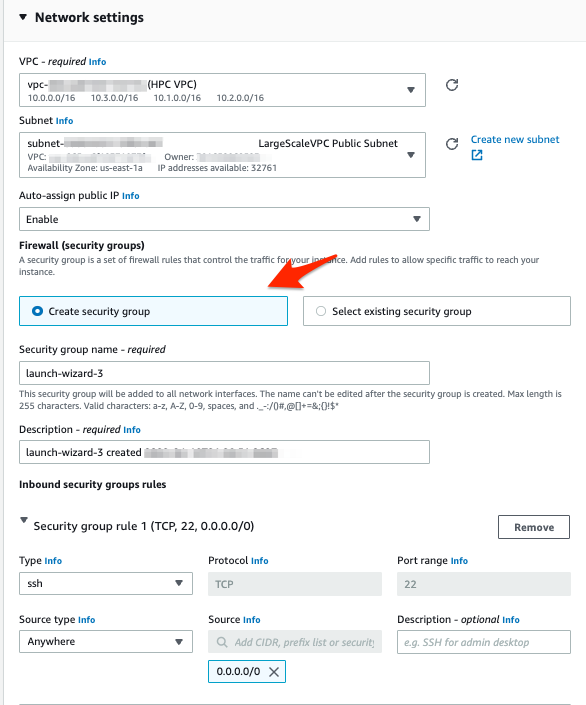 Network settings
VPC - required Info
vpc- (HPC VPC)
10.0.0.0/16 10.3.0.0/16 10.1.0.0/16 10.2.0.0/16
Subnet Info
subnet- LargeScaleVPC Public Subnet
VPC: Owner:
Availability Zone: us-east-1a IP addresses available: 32761
Create new subnet
Auto-assign public IP Info
Enable
Firewall (security groups)
A security group is a set of firewall rules that control the traffic for your instance. Add rules to allow specific traffic to reach your
instance.
Create security group Select existing security group
Security group name - required
launch-wizard-3
This security group will be added to all network interfaces. The name can't be edited after the security group is created. Max length is
255 characters. Valid characters: a-z, A-Z, 0-9, spaces, and ._-:/()#,@[]+=&;{}!$*
Description - required Info
launch-wizard-3 created
Inbound security groups rules
Security group rule 1 (TCP, 22, 0.0.0.0/0) Remove
Type Info Protocol Info Port range Info
ssh TCP 22
Source type Info Source Info Description - optional Info
Anywhere Add CIDR, prefix list or security e.g. SSH for admin desktop
0.0.0.0/0